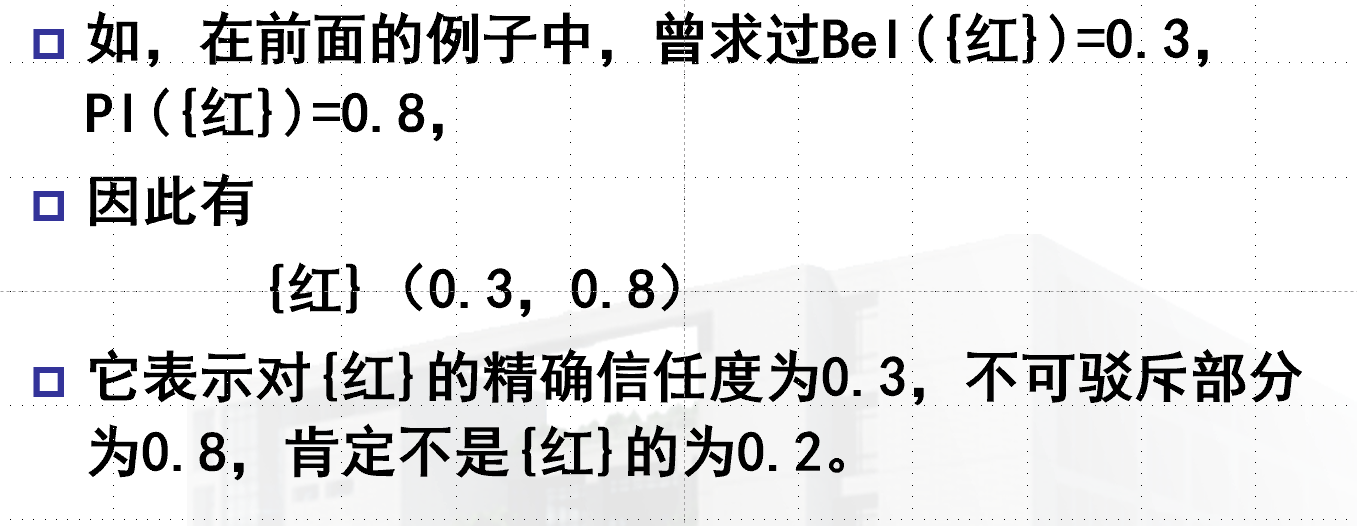 如，在前面的例子中，曾求过Bel({红})=0.3，
Pl({红})=0.8，
因此有
{红}（0.3，0.8）
它表示对{红}的精确信任度为0.3，不可驳斥部分
为0.8，肯定不是{红}的为0.2。